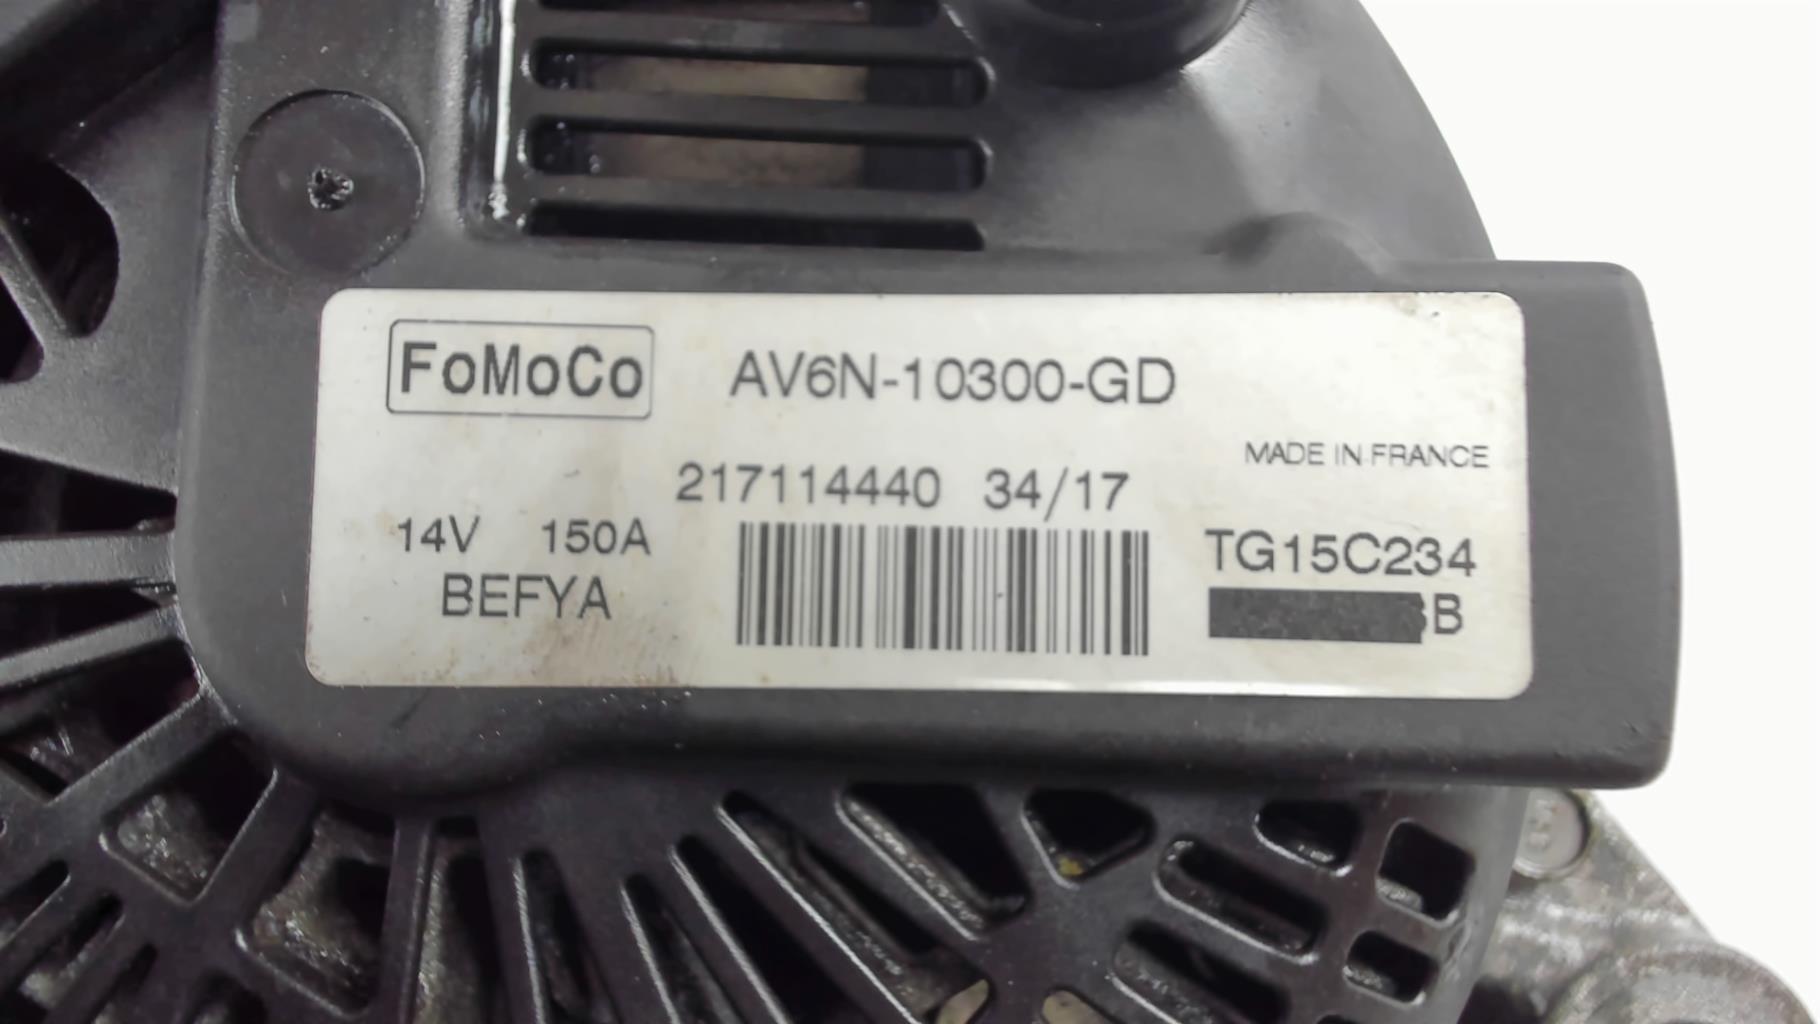 FoMoCo AV6N-10300-GD
MADE IN FRANCE
217114440 34/17
14V 150A
TG15C234
BEFYA
B